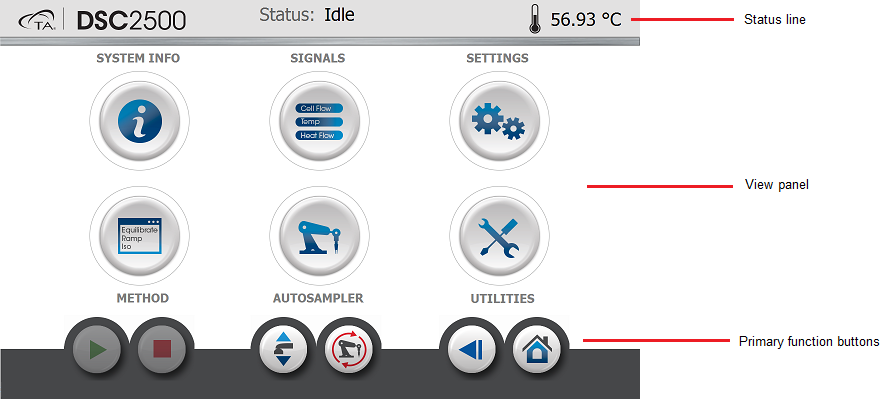 TA DSC2500 Status: Idle 56.93 °C
Status line
SYSTEM INFO SIGNALS SETTINGS
i
Cell Flow
Temp
Heat Flow
View panel
Equilibrate
Ramp
Iso
METHOD AUTOSAMPLER UTILITIES
Primary function buttons